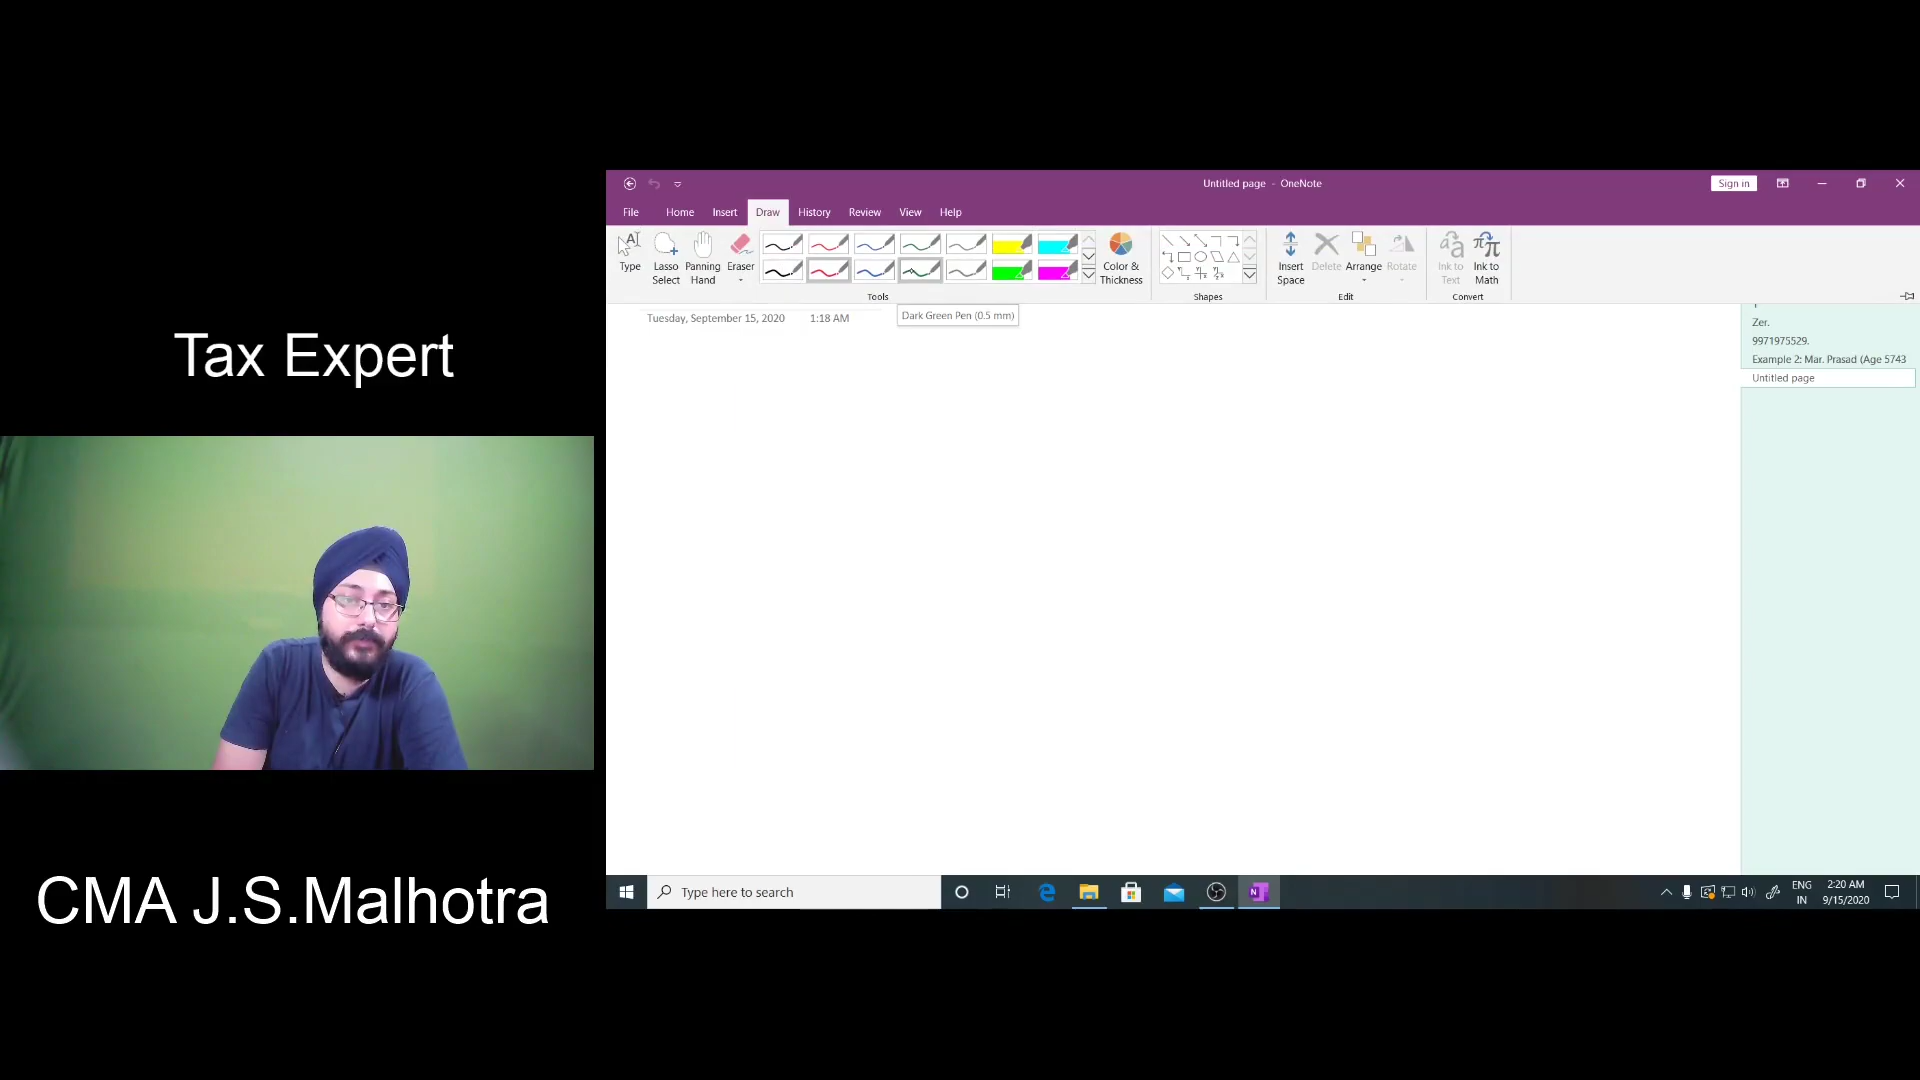 Tax Expert
CMA J.S.Malhotra
Untitled page - OneNote
Sign in
File Home Insert Draw History Review View Help
Type
Lasso Select
Panning Hand
Eraser
Color & Thickness
Insert Space
Delete
Arrange
Rotate
Ink to Text
Ink to Math
Tools
Shapes
Edit
Convert
Tuesday, September 15, 2020 1:18 AM
Dark Green Pen (0.5 mm)
Zer.
9971975529.
Example 2: Mar. Prasad (Age 5743
Untitled page
Type here to search
ENG
IN
2:20 AM
9/15/2020